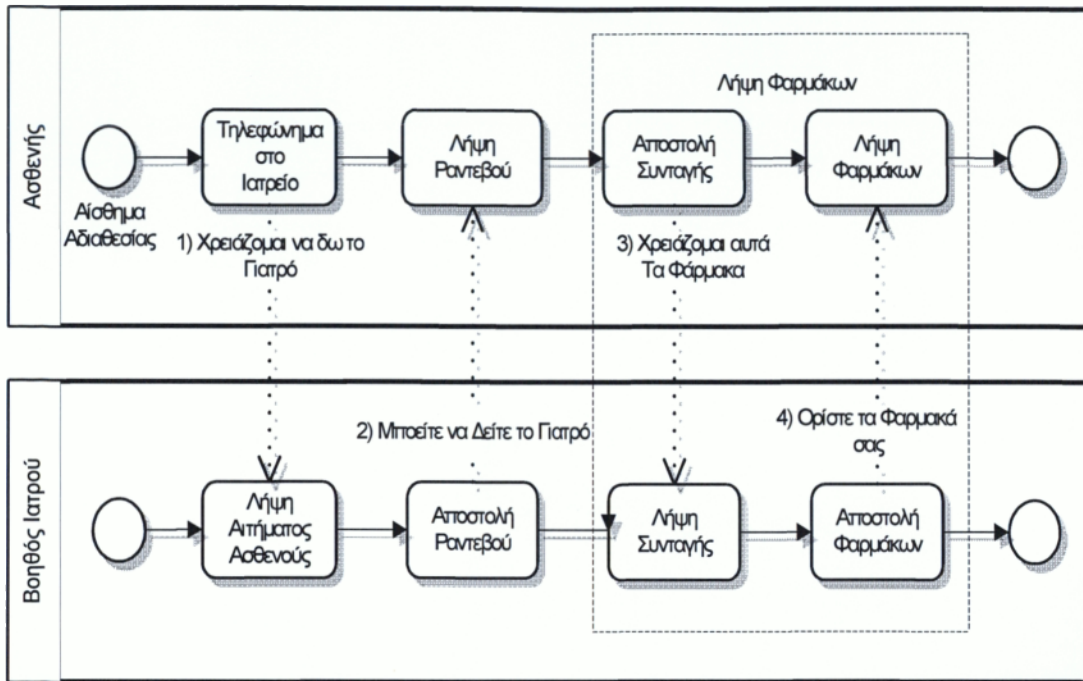 Ασθενής
Λήψη Φαρμάκων
Τηλεφώνημα
στο
Ιατρείο
Λήψη
Ραντεβού
Αποστολή
Συνταγής
Λήψη
Φαρμάκων
Αίσθημα
Αδιαθεσίας
1) Χρειάζομαι να δω το
Γιατρό
3) Χρειάζομαι αυτά
Τα Φάρμακα
Βοηθός Ιατρού
2) Μποείτε να Δείτε το Γιατρό
4) Ορίστε τα Φαρμακά
σας
Λήψη
Αιτήματος
Ασθενούς
Αποστολή
Ραντεβού
Λήψη
Συνταγής
Αποστολή
Φαρμάκων